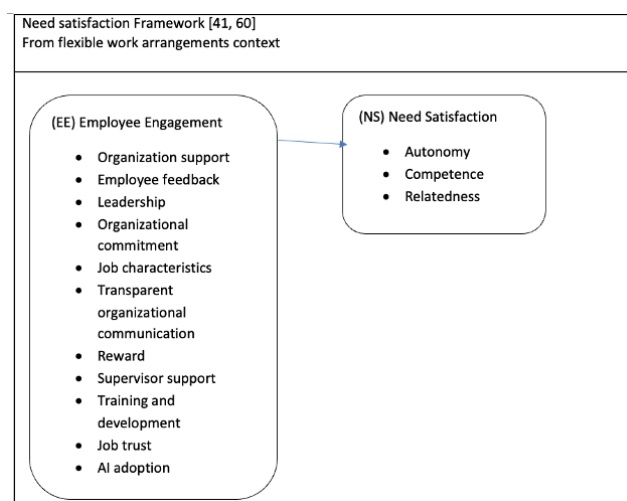 Need satisfaction Framework [41, 60]
From flexible work arrangements context
(EE) Employee Engagement
• Organization support
• Employee feedback
• Leadership
• Organizational
commitment
• Job characteristics
• Transparent
organizational
communication
• Reward
• Supervisor support
• Training and
development
• Job trust
• AI adoption
(NS) Need Satisfaction
• Autonomy
• Competence
• Relatedness